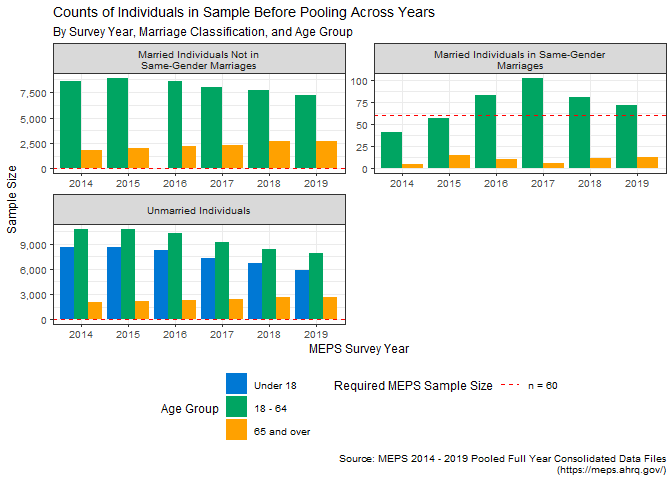 Counts of Individuals in Sample Before Pooling Across Years
By Survey Year, Marriage Classification, and Age Group
Married Individuals Not in
Same-Gender Marriages
Married Individuals in Same-Gender
Marriages
7,500
5,000
2,500
0
2014 2015 2016 2017 2018 2019
100
75
50
25
0
2014 2015 2016 2017 2018 2019
Sample Size
Unmarried Individuals
9,000
6,000
3,000
0
2014 2015 2016 2017 2018 2019
MEPS Survey Year
Age Group
Under 18
18 - 64
65 and over
Required MEPS Sample Size
n = 60
Source: MEPS 2014 - 2019 Pooled Full Year Consolidated Data Files
(https://meps.ahrq.gov/)